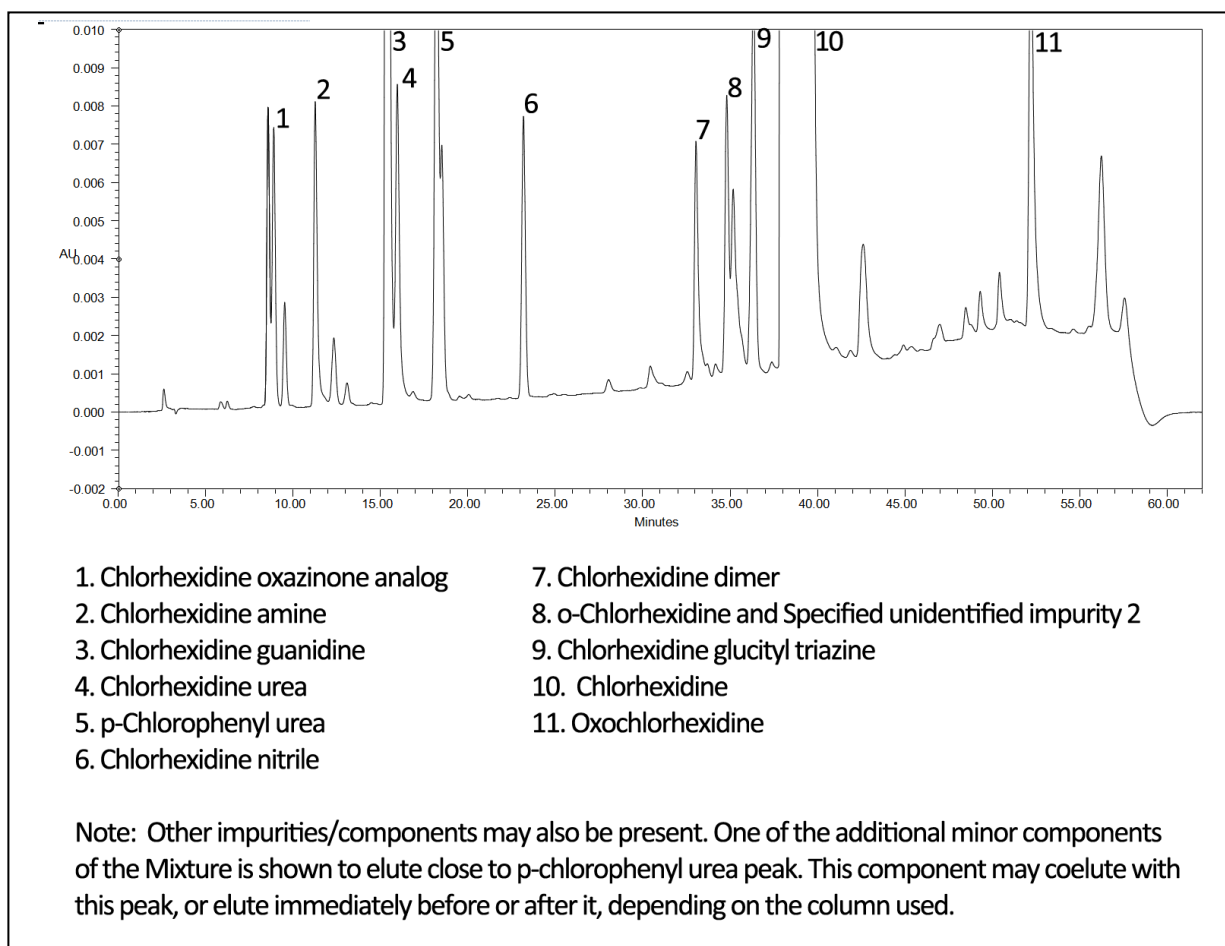 0.010
0.009
0.008
0.007
0.006
0.005
AU
0.004
0.003
0.002
0.001
0.000
-0.001
-0.002
1
2
3
4
5
6
7
8
9
10
11
0.00
5.00
10.00
15.00
20.00
25.00
30.00
35.00
40.00
45.00
50.00
55.00
60.00
Minutes
1. Chlorhexidine oxazinone analog
2. Chlorhexidine amine
3. Chlorhexidine guanidine
4. Chlorhexidine urea
5. p-Chlorophenyl urea
6. Chlorhexidine nitrile
7. Chlorhexidine dimer
8. o-Chlorhexidine and Specified unidentified impurity 2
9. Chlorhexidine glucityl triazine
10. Chlorhexidine
11. Oxochlorhexidine
Note: Other impurities/components may also be present. One of the additional minor components
of the Mixture is shown to elute close to p-chlorophenyl urea peak. This component may coelute with
this peak, or elute immediately before or after it, depending on the column used.